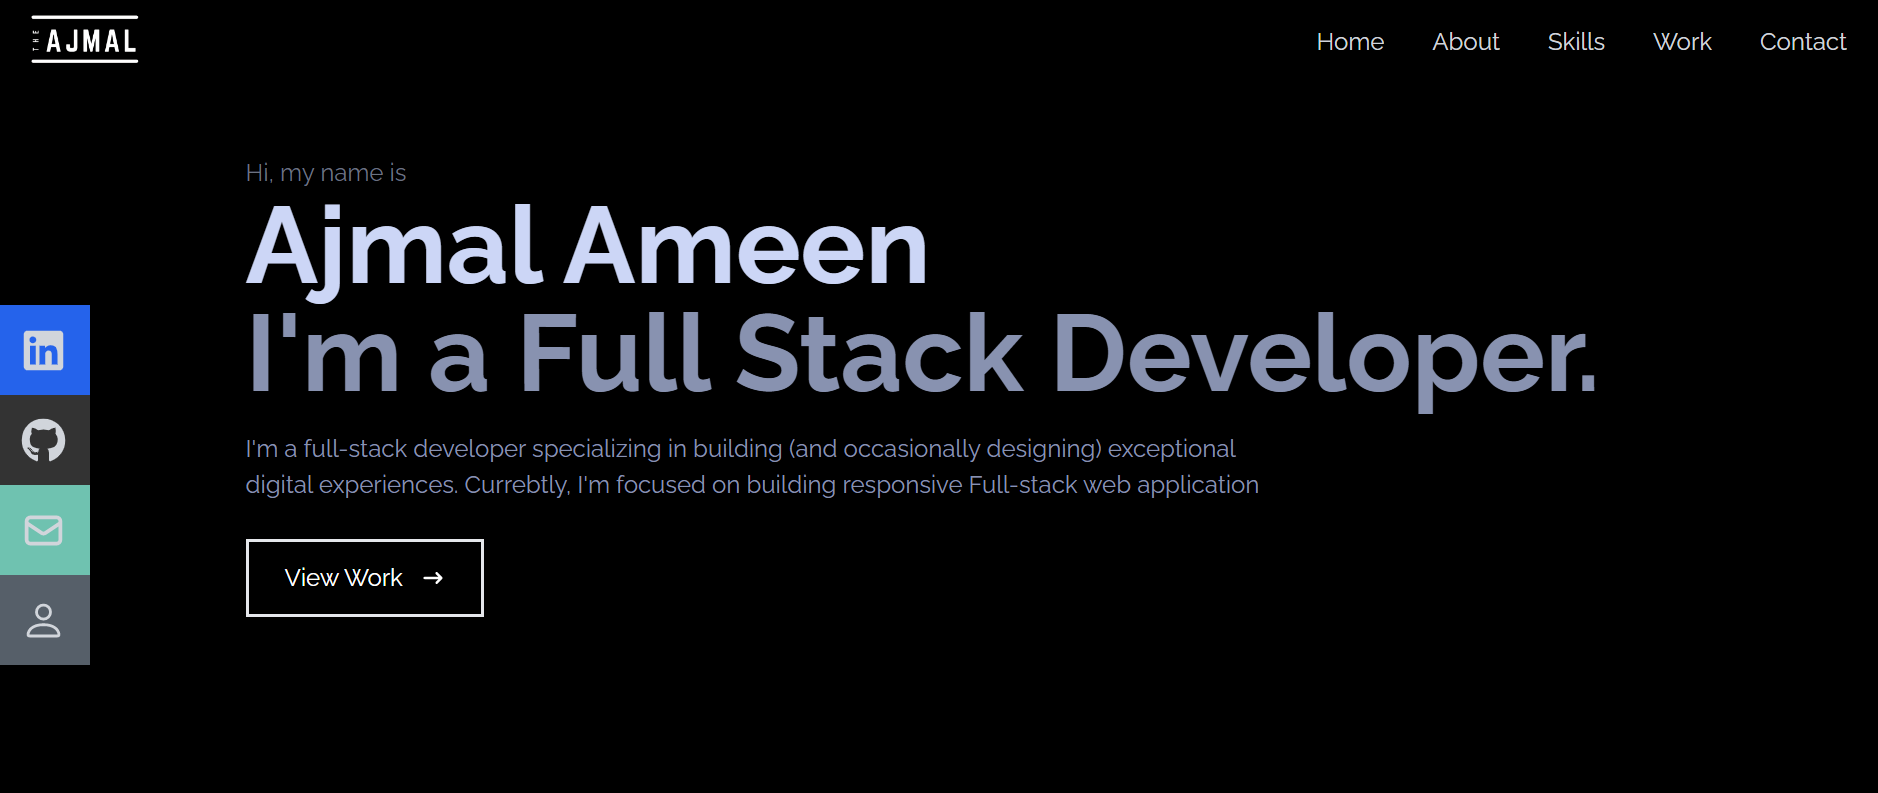 THE AJMAL
Home About Skills Work Contact
Hi, my name is
Ajmal Ameen
I'm a Full Stack Developer.
I'm a full-stack developer specializing in building (and occasionally designing) exceptional
digital experiences. Currebtly, I'm focused on building responsive Full-stack web application
View Work →
in